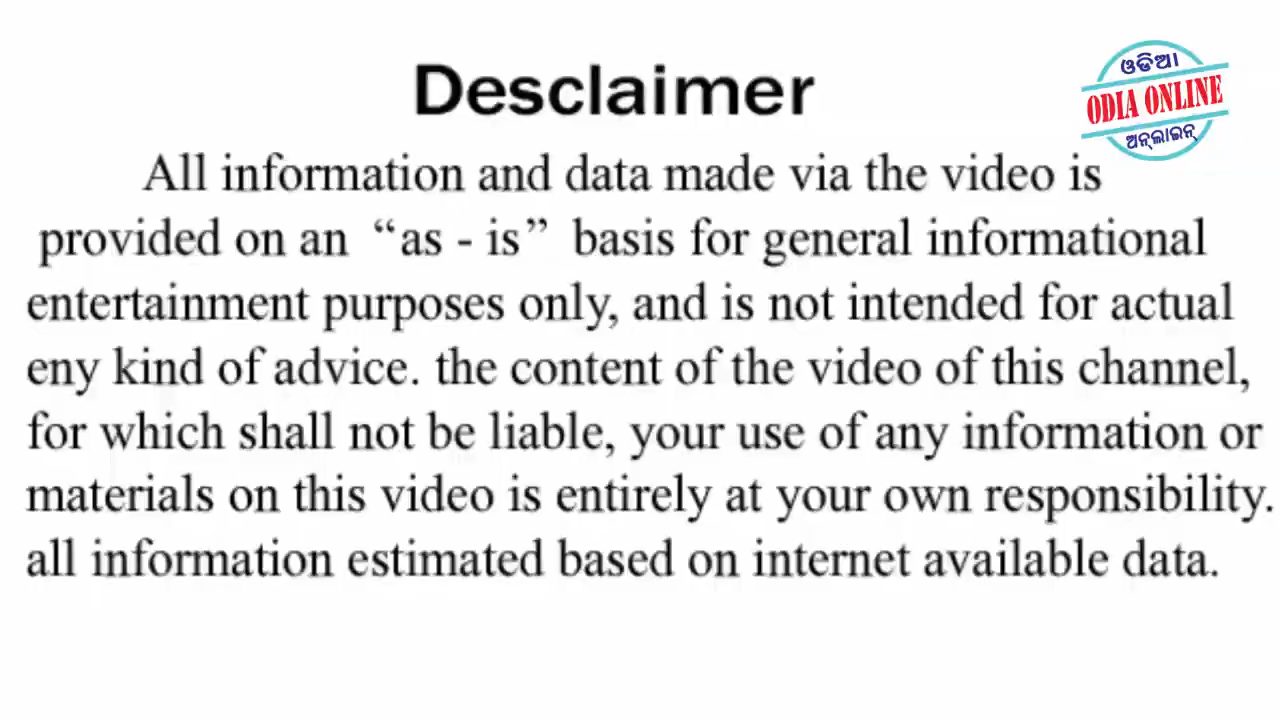 Desclaimer
ଓଡିଆ
ODIA ONLINE
ଅନ୍‌ଲାଇନ୍
All information and data made via the video is
provided on an “as - is” basis for general informational
entertainment purposes only, and is not intended for actual
eny kind of advice. the content of the video of this channel,
for which shall not be liable, your use of any information or
materials on this video is entirely at your own responsibility.
all information estimated based on internet available data.